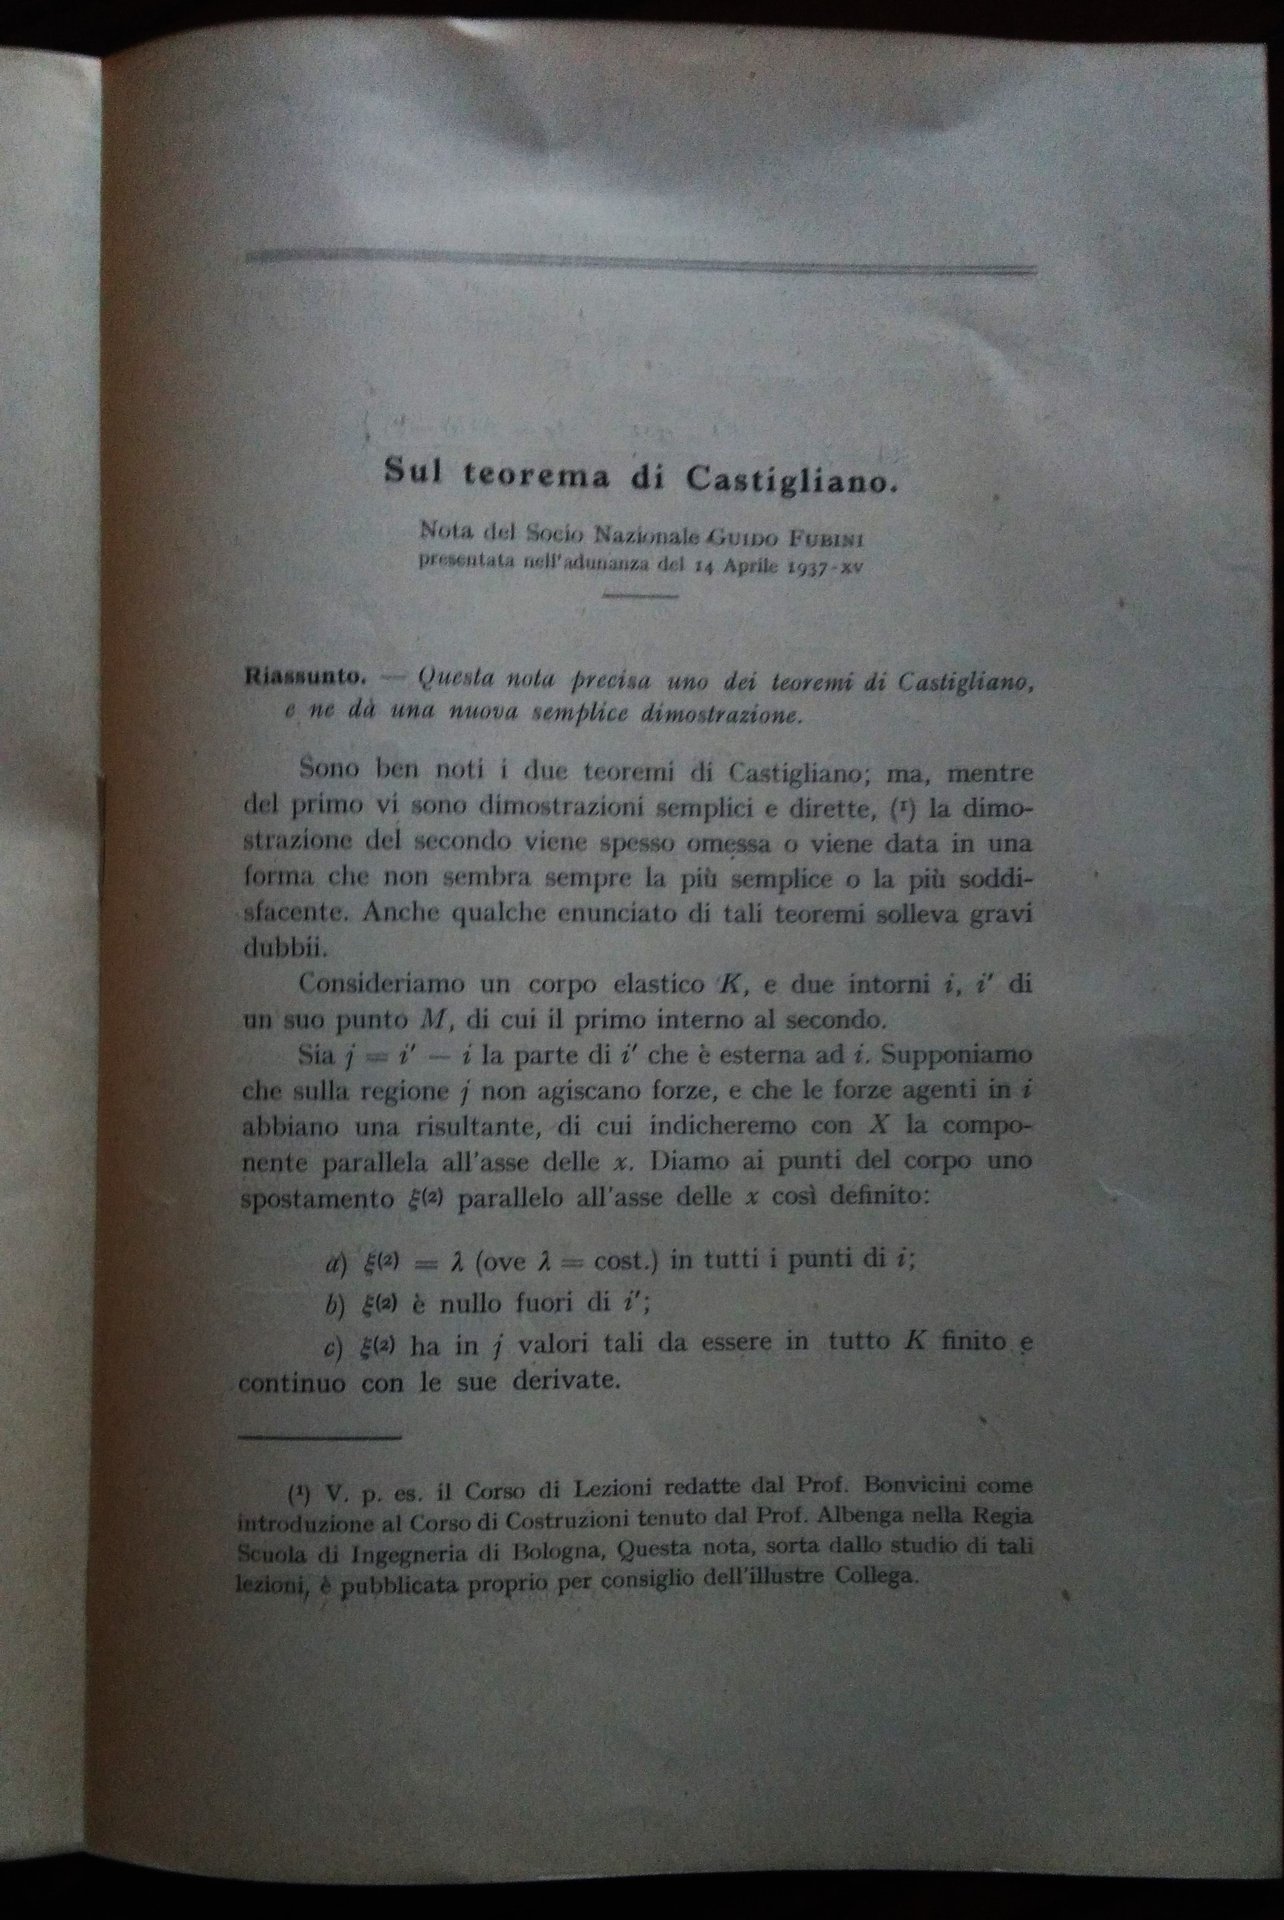 Sul teorema di Castigliano.
Nota del Socio Nazionale GUIDO FUBINI
presentata nell'adunanza del 14 Aprile 1937-XV
Riassunto. — Questa nota precisa uno dei teoremi di Castigliano,
e ne dà una nuova semplice dimostrazione.
Sono ben noti i due teoremi di Castigliano; ma, mentre
del primo vi sono dimostrazioni semplici e dirette, (¹) la dimo-
strazione del secondo viene spesso omessa o viene data in una
forma che non sembra sempre la più semplice o la più soddi-
sfacente. Anche qualche enunciato di tali teoremi solleva gravi
dubbii.
Consideriamo un corpo elastico K, e due intorni i, i' di
un suo punto M, di cui il primo interno al secondo.
Sia j = i' — i la parte di i' che è esterna ad i. Supponiamo
che sulla regione j non agiscano forze, e che le forze agenti in i
abbiano una risultante, di cui indicheremo con X la compo-
nente parallela all'asse delle x. Diamo ai punti del corpo uno
spostamento ξ(2) parallelo all'asse delle x così definito:
a) ξ(2) = λ (ove λ = cost.) in tutti i punti di i;
b) ξ(2) è nullo fuori di i';
c) ξ(2) ha in j valori tali da essere in tutto K finito e
continuo con le sue derivate.
(¹) V. p. es. il Corso di Lezioni redatte dal Prof. Bonvicini come
introduzione al Corso di Costruzioni tenuto dal Prof. Albenga nella Regia
Scuola di Ingegneria di Bologna, Questa nota, sorta dallo studio di tali
lezioni, è pubblicata proprio per consiglio dell'illustre Collega.